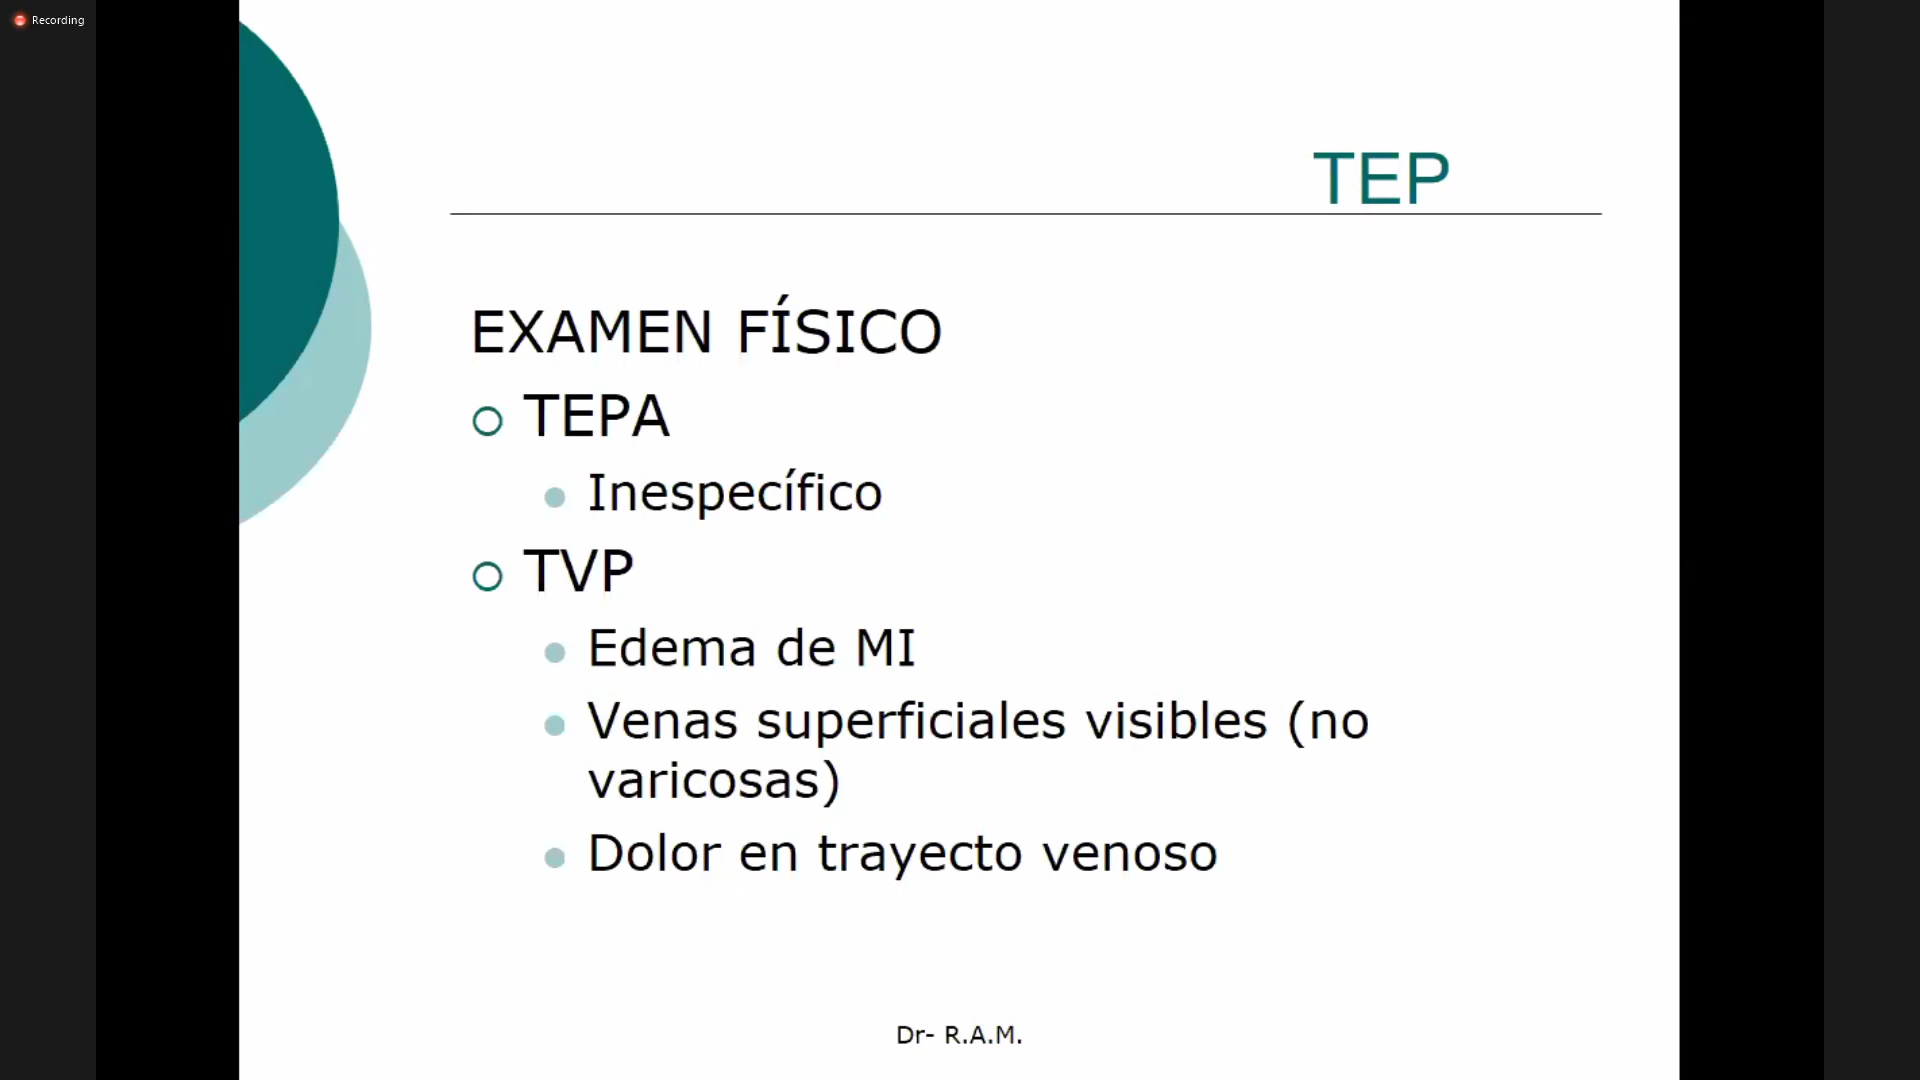 Recording
TEP
EXAMEN FÍSICO
TEPA
Inespecífico
TVP
Edema de MI
Venas superficiales visibles (no
varicosas)
Dolor en trayecto venoso
Dr- R.A.M.